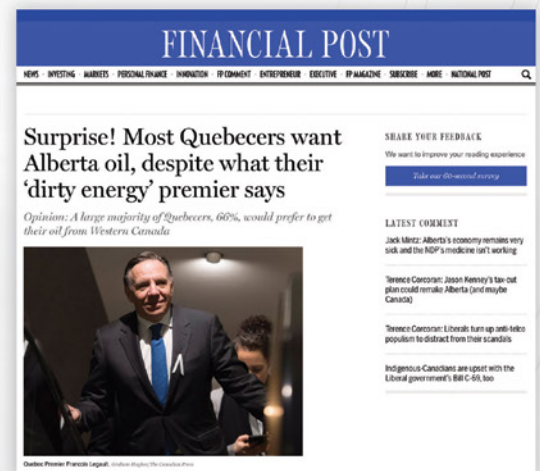 FINANCIAL POST
NEWS · INVESTING · MARKETS · PERSONAL FINANCE · INNOVATION · FP COMMENT · ENTREPRENEUR · EXECUTIVE · FP MAGAZINE · SUBSCRIBE · MORE · NATIONAL POST
Surprise! Most Quebecers want
Alberta oil, despite what their
‘dirty energy’ premier says
Opinion: A large majority of Quebecers, 66%, would prefer to get
their oil from Western Canada
Quebec Premier Francois Legault. Graham Hughes/The Canadian Press
SHARE YOUR FEEDBACK
We want to improve your reading experience
Take our 60-second survey
LATEST COMMENT
Jack Mintz: Alberta's economy remains very
sick and the NDP's medicine isn't working
Terence Corcoran: Jason Kenney's tax-cut
plan could remake Alberta (and maybe
Canada)
Terence Corcoran: Liberals turn up anti-telco
populism to distract from their scandals
Indigenous-Canadians are upset with the
Liberal government's Bill C-69, too